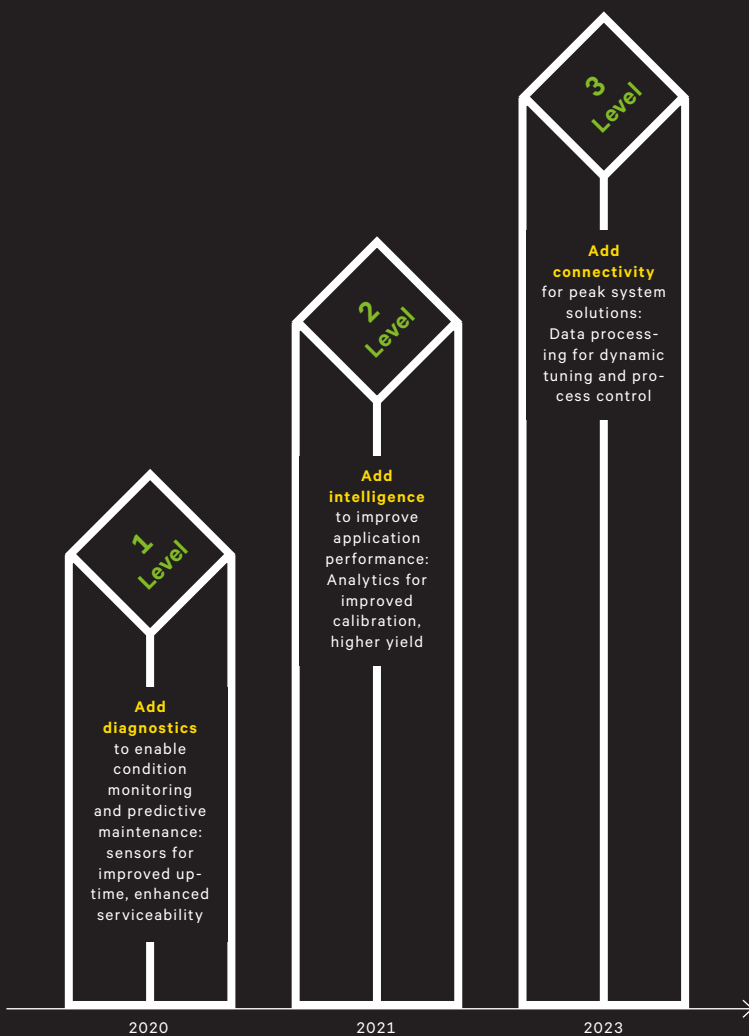 1
Level
Add
diagnostics
to enable
condition
monitoring
and predictive
maintenance:
sensors for
improved up-
time, enhanced
serviceability
2020
2
Level
Add
intelligence
to improve
application
performance:
Analytics for
improved
calibration,
higher yield
2021
3
Level
Add
connectivity
for peak system
solutions:
Data process-
ing for dynamic
tuning and pro-
cess control
2023